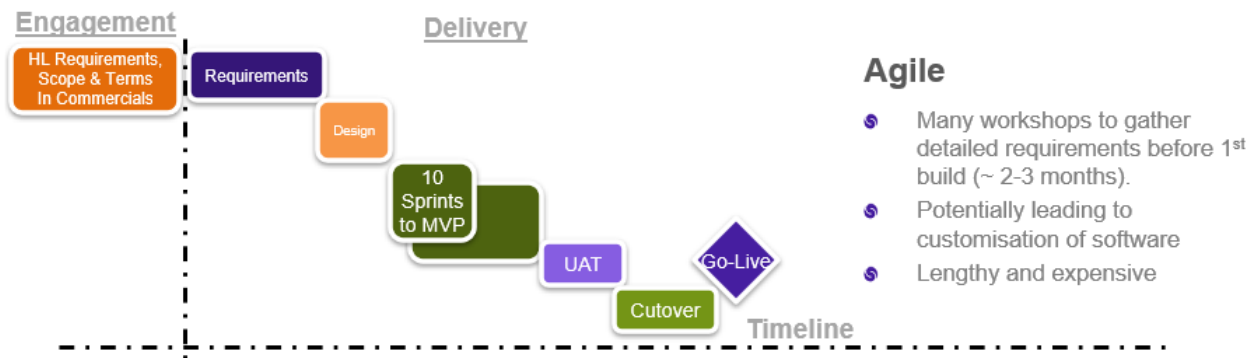 Engagement
Delivery
HL Requirements,
Scope & Terms
In Commercials
Requirements
Design
10
Sprints
to MVP
UAT
Go-Live
Cutover
Timeline
Agile
Many workshops to gather
detailed requirements before 1st
build (~ 2-3 months).
Potentially leading to
customisation of software
Lengthy and expensive